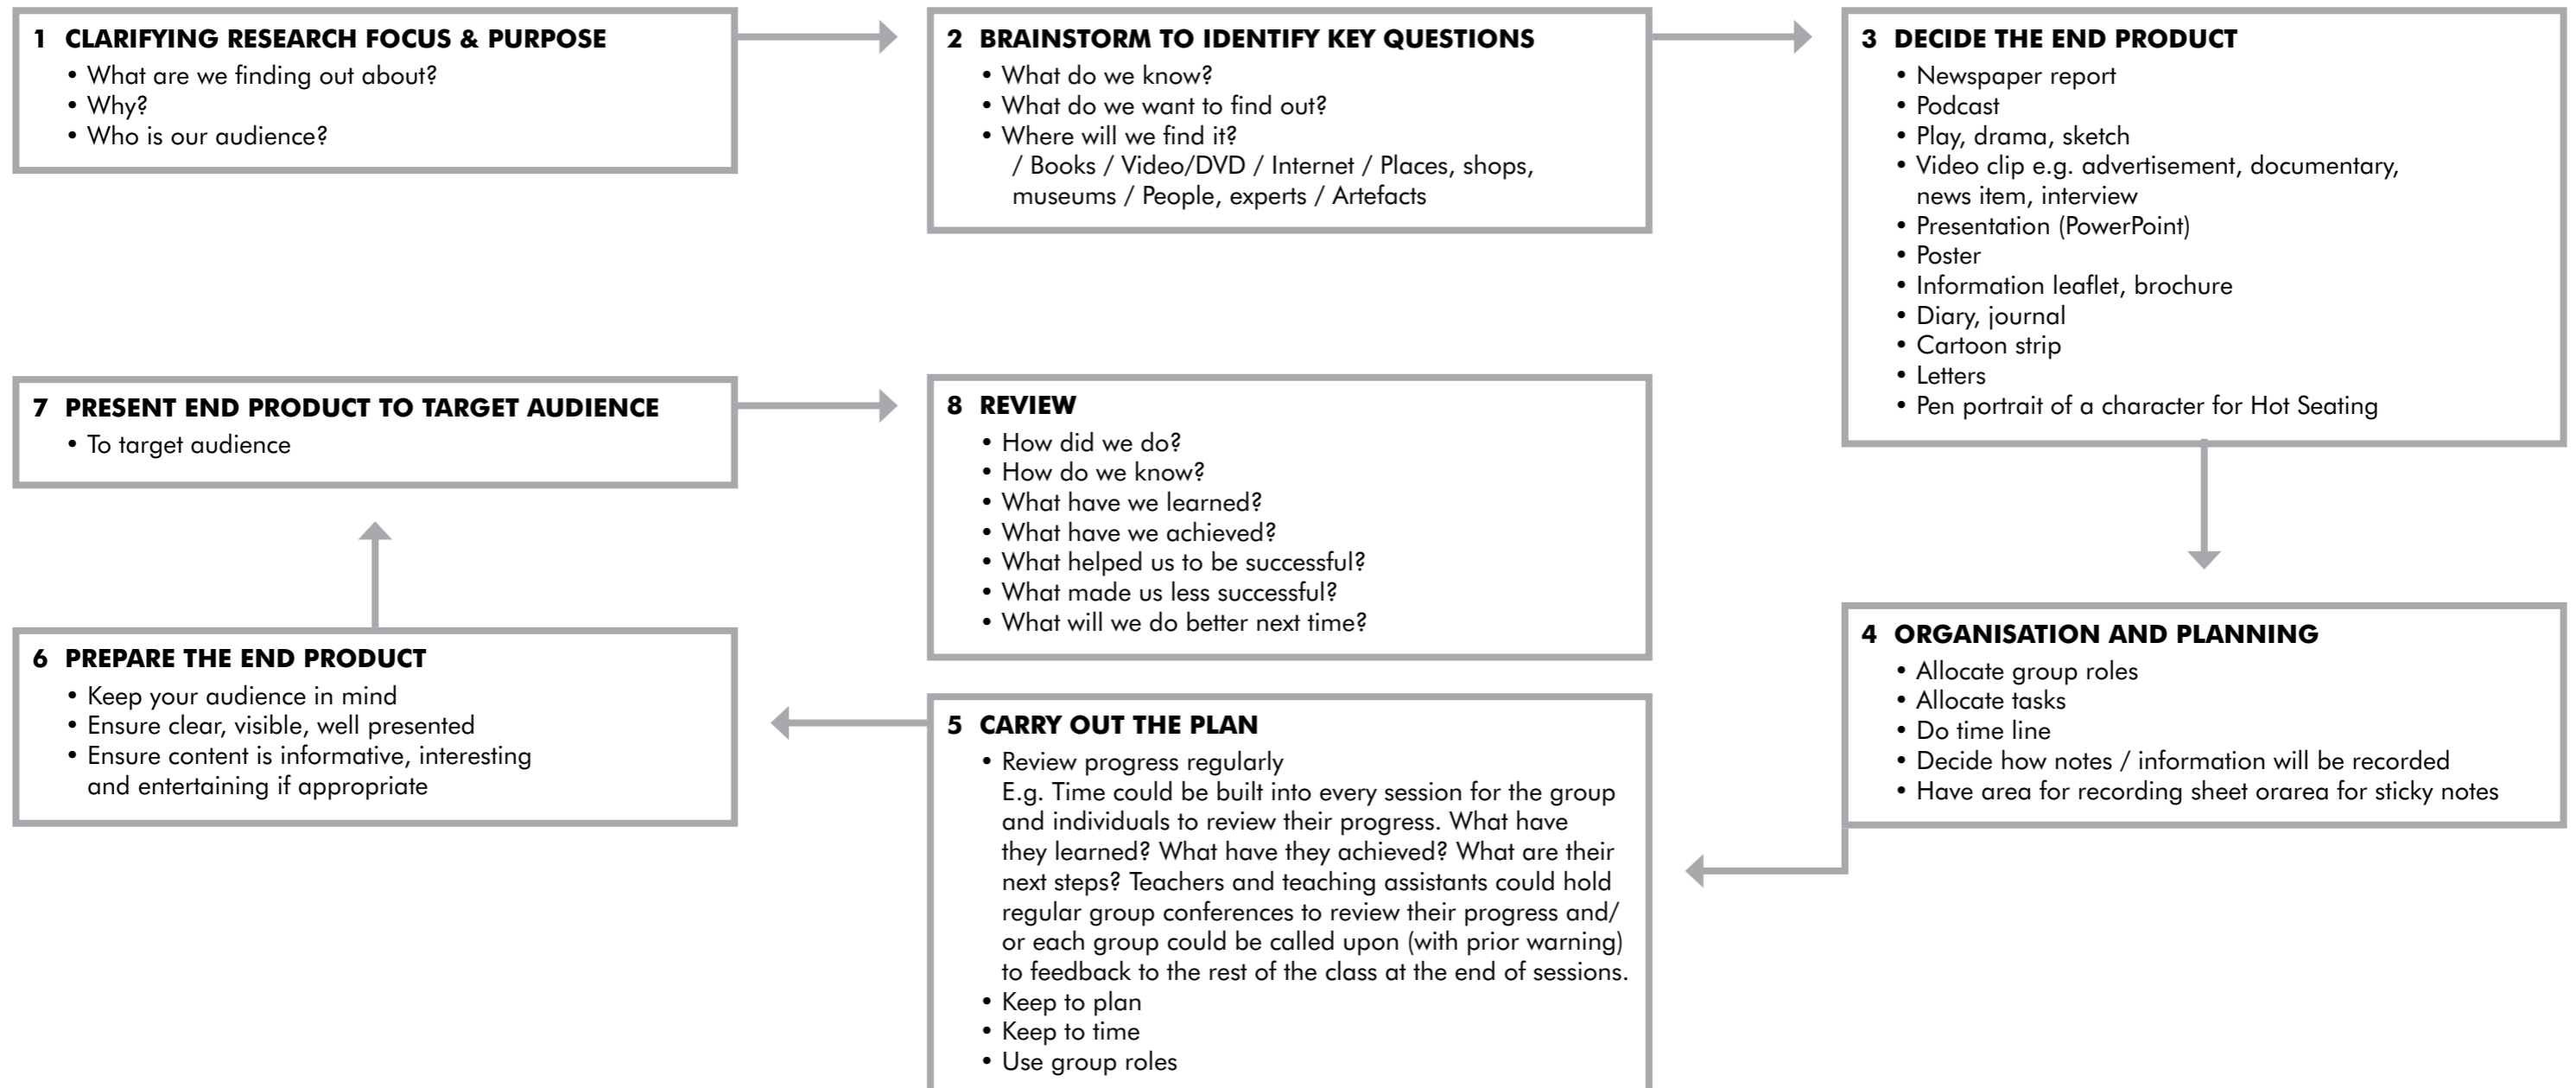 1 CLARIFYING RESEARCH FOCUS & PURPOSE
• What are we finding out about?
• Why?
• Who is our audience?
2 BRAINSTORM TO IDENTIFY KEY QUESTIONS
• What do we know?
• What do we want to find out?
• Where will we find it?
/ Books / Video/DVD / Internet / Places, shops,
museums / People, experts / Artefacts
3 DECIDE THE END PRODUCT
• Newspaper report
• Podcast
• Play, drama, sketch
• Video clip e.g. advertisement, documentary,
news item, interview
• Presentation (PowerPoint)
• Poster
• Information leaflet, brochure
• Diary, journal
• Cartoon strip
• Letters
• Pen portrait of a character for Hot Seating
4 ORGANISATION AND PLANNING
• Allocate group roles
• Allocate tasks
• Do time line
• Decide how notes / information will be recorded
• Have area for recording sheet orarea for sticky notes
5 CARRY OUT THE PLAN
• Review progress regularly
E.g. Time could be built into every session for the group
and individuals to review their progress. What have
they learned? What have they achieved? What are their
next steps? Teachers and teaching assistants could hold
regular group conferences to review their progress and/
or each group could be called upon (with prior warning)
to feedback to the rest of the class at the end of sessions.
• Keep to plan
• Keep to time
• Use group roles
6 PREPARE THE END PRODUCT
• Keep your audience in mind
• Ensure clear, visible, well presented
• Ensure content is informative, interesting
and entertaining if appropriate
7 PRESENT END PRODUCT TO TARGET AUDIENCE
• To target audience
8 REVIEW
• How did we do?
• How do we know?
• What have we learned?
• What have we achieved?
• What helped us to be successful?
• What made us less successful?
• What will we do better next time?